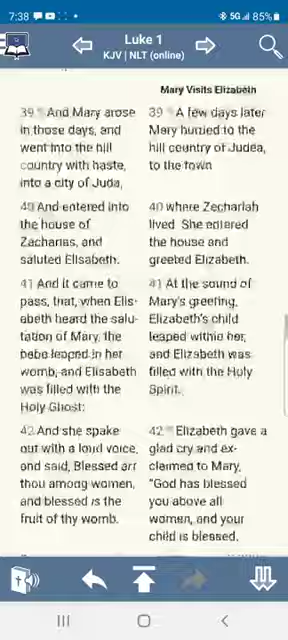 7:38
5G 85%
Luke 1
KJV | NLT (online)
Mary Visits Elizabeth
39 And Mary arose
in those days, and
went into the hill
country with haste,
into a city of Juda;
40 And entered into
the house of
Zacharias, and
saluted Elisabeth.
41 And it came to
pass, that, when Elis-
abeth heard the salu-
tation of Mary, the
babe leaped in her
womb; and Elisabeth
was filled with the
Holy Ghost:
42 And she spake
out with a loud voice,
and said, Blessed art
thou among women,
and blessed is the
fruit of thy womb.
39 A few days later
Mary hurried to the
hill country of Judea,
to the town
40 where Zechariah
lived. She entered
the house and
greeted Elizabeth.
41 At the sound of
Mary's greeting,
Elizabeth's child
leaped within her,
and Elizabeth was
filled with the Holy
Spirit.
42 Elizabeth gave a
glad cry and ex-
claimed to Mary,
"God has blessed
you above all
women, and your
child is blessed.